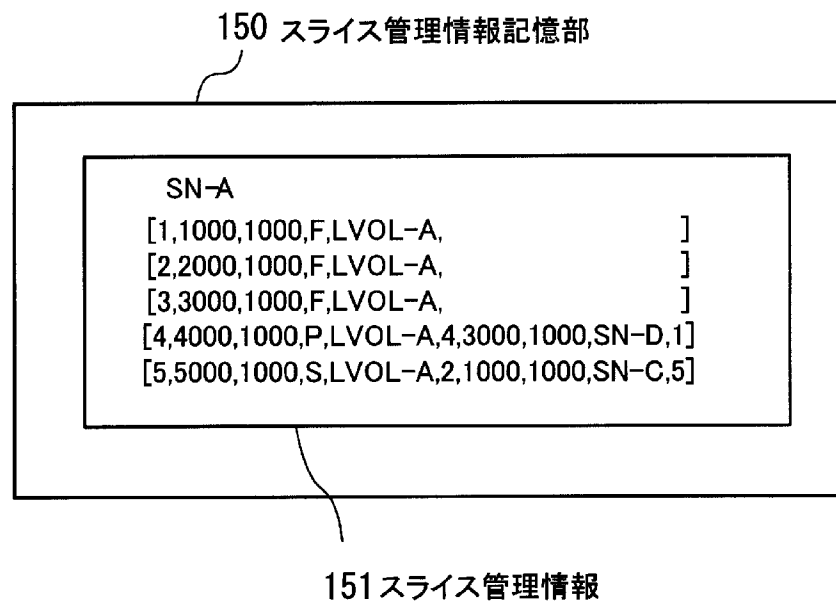 150 スライス管理情報記憶部
SN-A
[1,1000,1000,F,LVOL-A, ]
[2,2000,1000,F,LVOL-A, ]
[3,3000,1000,F,LVOL-A, ]
[4,4000,1000,P,LVOL-A,4,3000,1000,SN-D,1]
[5,5000,1000,S,LVOL-A,2,1000,1000,SN-C,5]
151 スライス管理情報